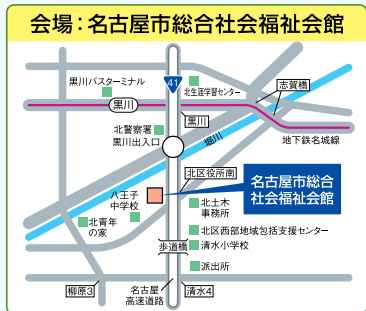 会場：名古屋市総合社会福祉会館
黒川バスターミナル
41
北生涯学習センター
志賀橋
黒川
黒川
地下鉄名城線
北警察署
黒川出入口
堀川
北区役所南
名古屋市総合
社会福祉会館
八王子
中学校
北土木
事務所
北青年
の家
北区西部地域包括支援センター
歩道橋
清水小学校
派出所
柳原3
名古屋
高速道路
清水4